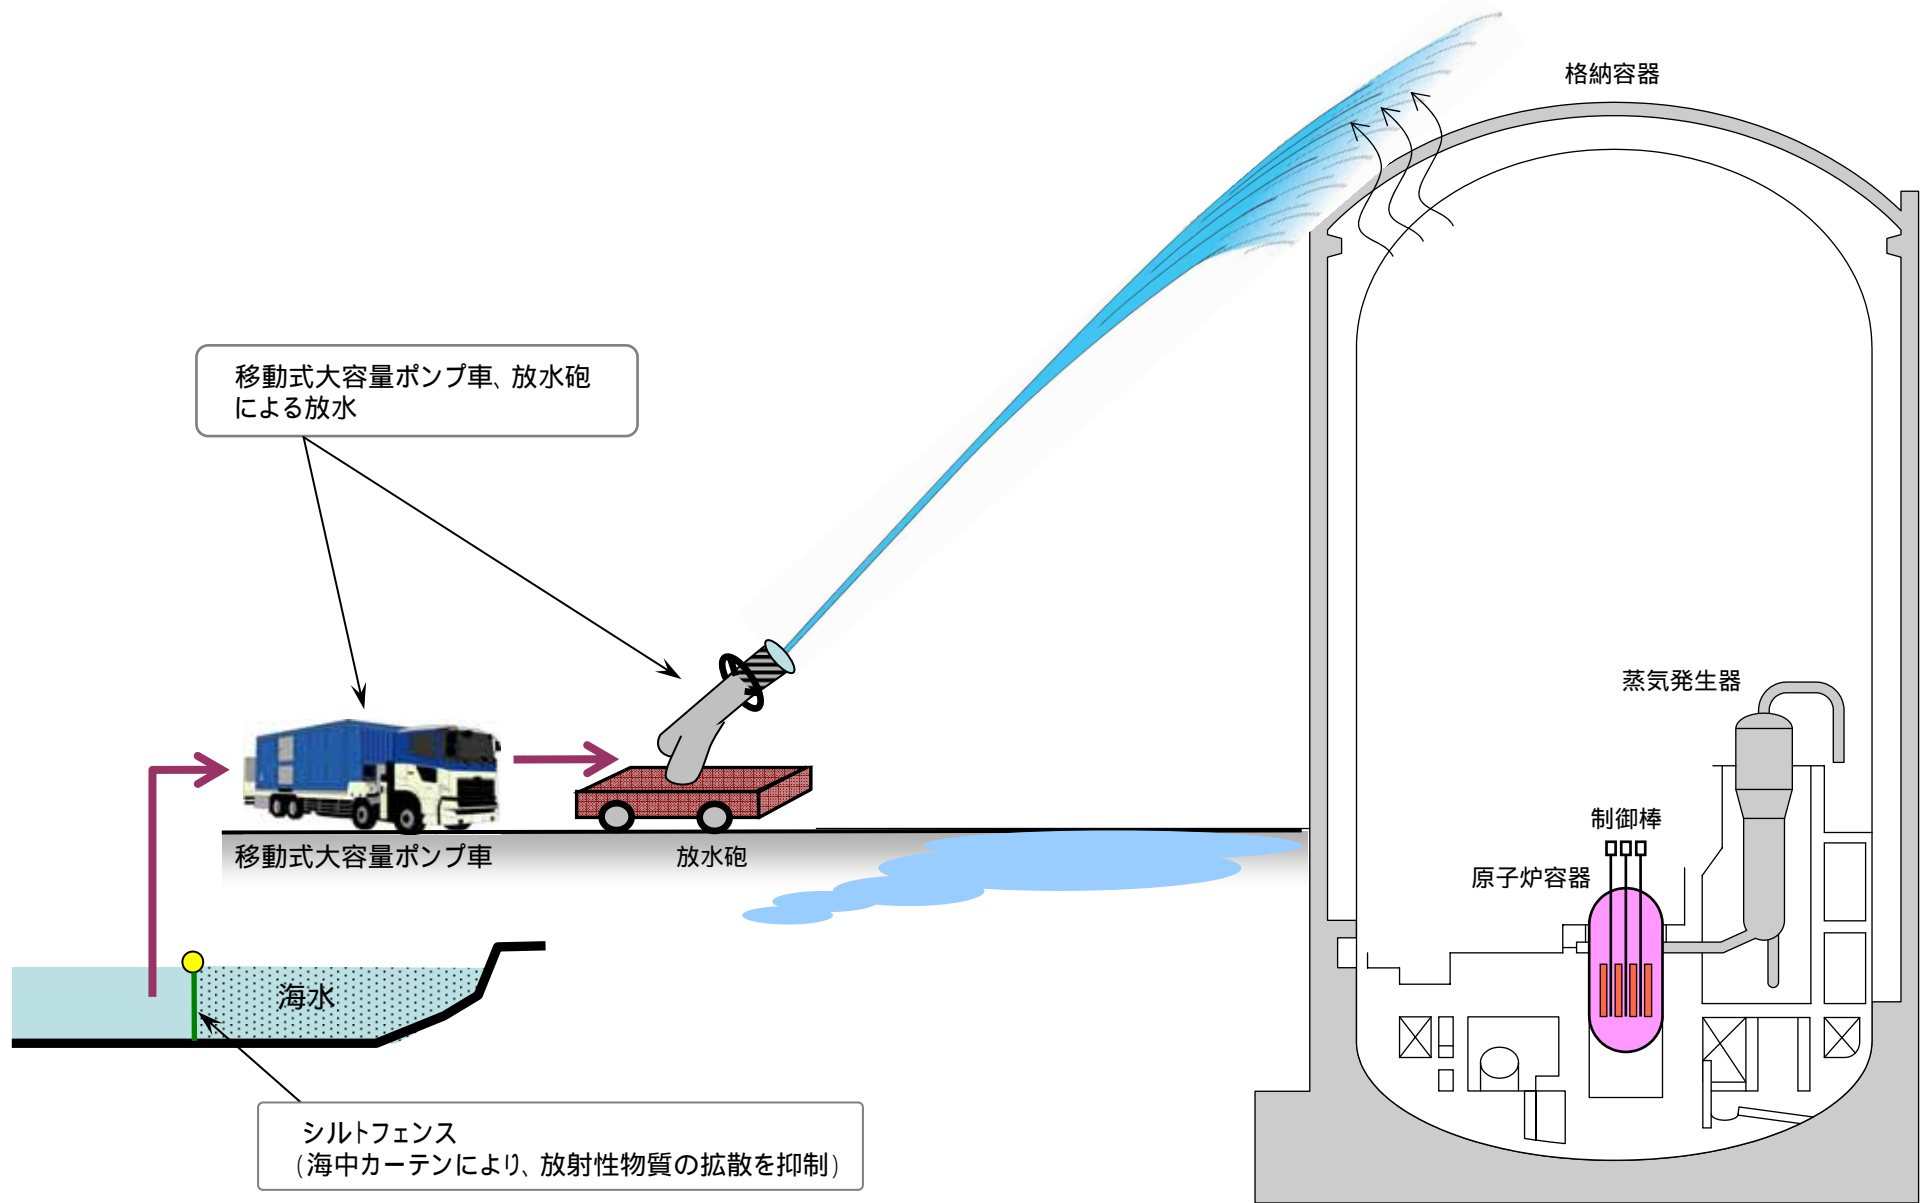 格納容器
移動式大容量ポンプ車、放水砲
による放水
蒸気発生器
制御棒
原子炉容器
移動式大容量ポンプ車
放水砲
海水
シルトフェンス
(海中カーテンにより、放射性物質の拡散を抑制)